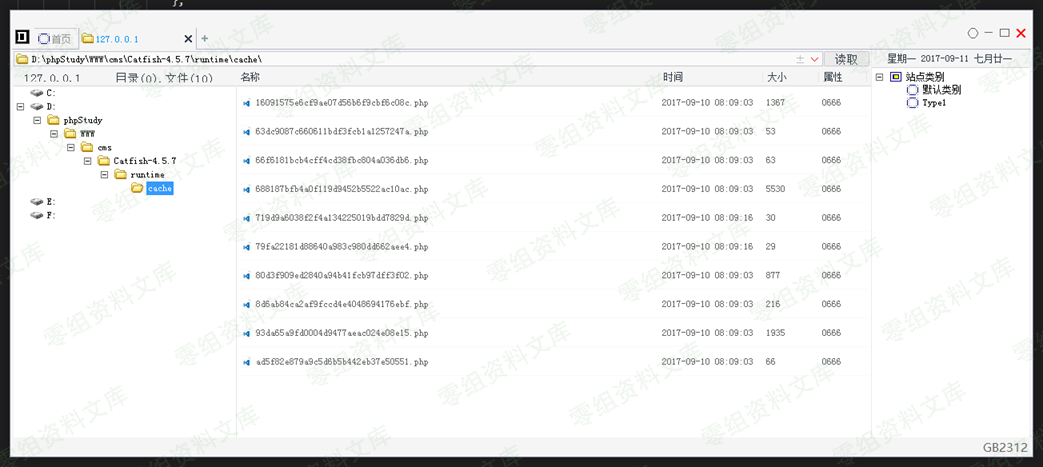 };
首页
127.0.0.1
D:\phpStudy\WWW\cms\Catfish-4.5.7\runtime\cache\
读取
星期一 2017-09-11 七月廿一
127.0.0.1 目录(0),文件(10)
名称 时间 大小 属性
站点类别
默认类别
Type1
C:
D:
phpStudy
WWW
cms
Catfish-4.5.7
runtime
cache
E:
F:
16091575e6cf9ae07d56b6f9cbf6c08c.php 2017-09-10 08:09:03 1367 0666
63dc9087c660611bdf3fcb1a1257247a.php 2017-09-10 08:09:03 53 0666
66f6181bcb4cff4cd38fbc804a036db6.php 2017-09-10 08:09:03 63 0666
688187bfb4a0f119d9452b5522ac10ac.php 2017-09-10 08:09:03 5530 0666
719d9a6038f2f4a134225019bdd7829d.php 2017-09-10 08:09:16 30 0666
79fa22181d88640a983c980dd662aee4.php 2017-09-10 08:09:16 29 0666
80d3f909ed2840a94b41fcb97dff3f02.php 2017-09-10 08:09:03 877 0666
8d6ab84ca2af9fccd4e4048694176ebf.php 2017-09-10 08:09:03 216 0666
93da65a9fd0004d9477aeac024e08e15.php 2017-09-10 08:09:03 1935 0666
ad5f82e879a9c5d6b5b442eb37e50551.php 2017-09-10 08:09:03 66 0666
GB2312
零组资料文库